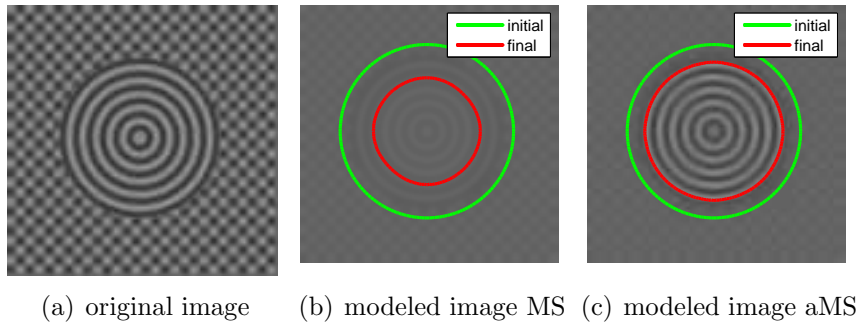 initial
final
initial
final
(a) original image
(b) modeled image MS
(c) modeled image aMS